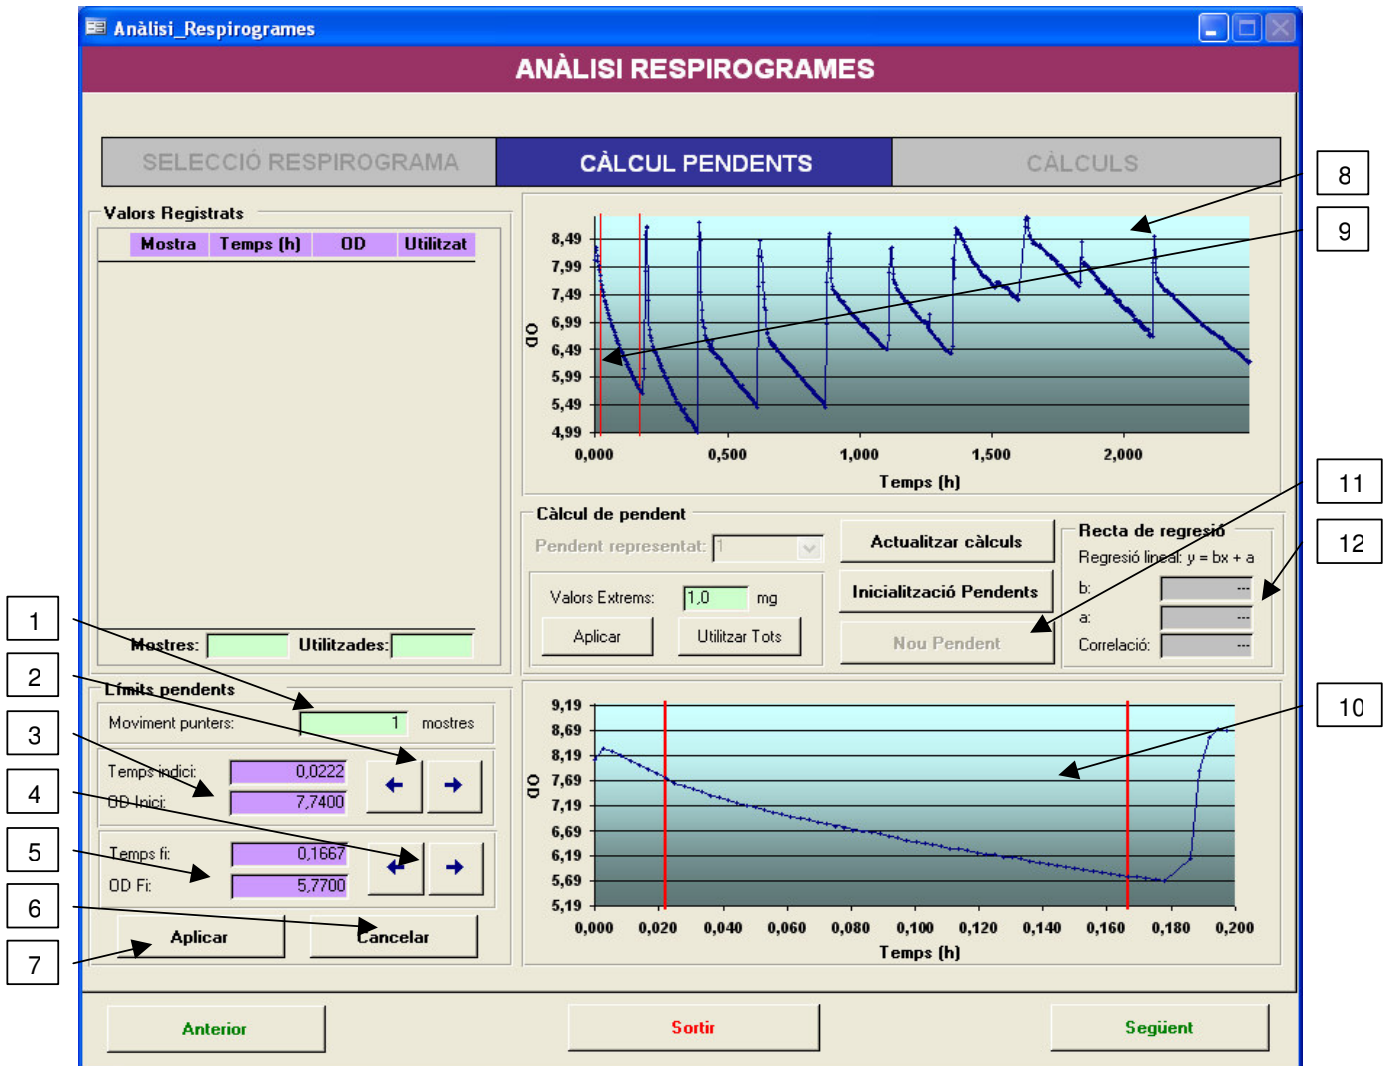 Anàlisi_Respirogrames
ANÀLISI RESPIROGRAMES
SELECCIÓ RESPIROGRAMA
CÀLCUL PENDENTS
CÀLCULS
Valors Registrats
Mostra Temps (h) OD Utilitzat
Mostres: Utilitzades:
8,49
7,99
7,49
6,99
6,49
5,99
5,49
4,99
OD
0,000 0,500 1,000 1,500 2,000
Temps (h)
8
9
Càlcul de pendent
Pendent representat: 1
Valors Extrems: 1,0 mg
Aplicar Utilitzar Tots
Actualitzar càlculs
Inicialització Pendents
Nou Pendent
Recta de regresió
Regresió lineal: y = bx + a
b: ---
a: ---
Correlació: ---
11
12
1
2
3
4
5
6
7
Límits pendents
Moviment punters: 1 mostres
Temps indici: 0,0222
OD Inici: 7,7400
Temps fi: 0,1667
OD Fi: 5,7700
Aplicar Cancelar
9,19
8,69
8,19
7,69
7,19
6,69
6,19
5,69
5,19
OD
0,000 0,020 0,040 0,060 0,080 0,100 0,120 0,140 0,160 0,180 0,200
Temps (h)
10
Anterior Sortir Següent